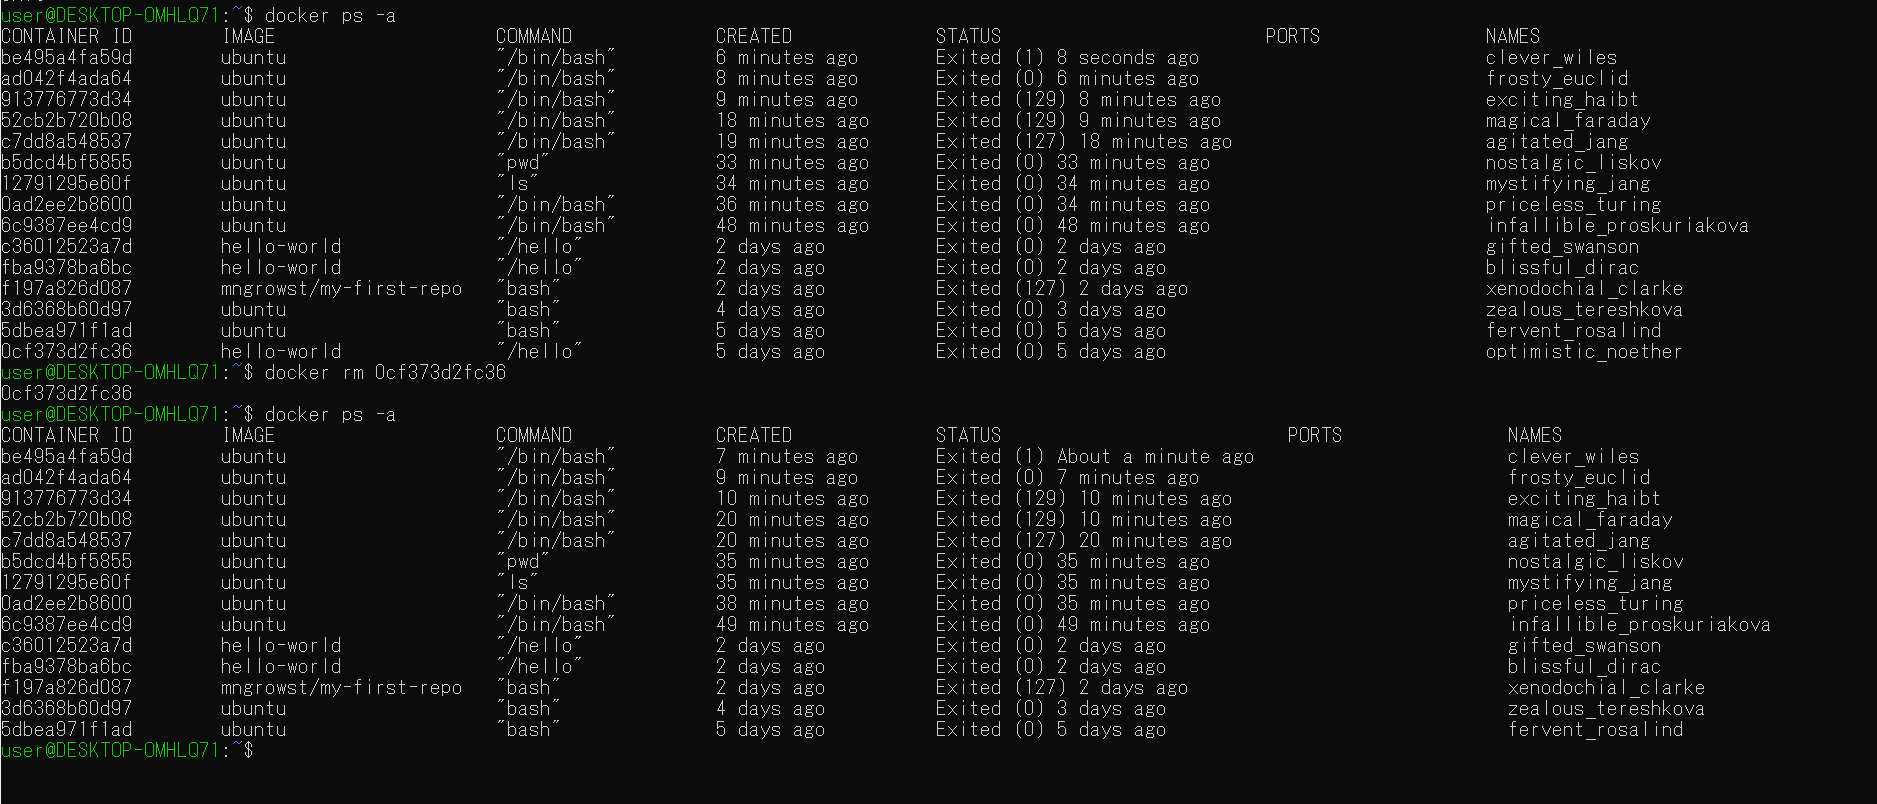 user@DESKTOP-OMHLQ71:~$ docker ps -a
CONTAINER ID IMAGE COMMAND CREATED STATUS PORTS NAMES
be495a4fa59d ubuntu "/bin/bash" 6 minutes ago Exited (1) 8 seconds ago clever_wiles
ad042f4ada64 ubuntu "/bin/bash" 8 minutes ago Exited (0) 6 minutes ago frosty_euclid
913776773d34 ubuntu "/bin/bash" 9 minutes ago Exited (129) 8 minutes ago exciting_haibt
52cb2b720b08 ubuntu "/bin/bash" 18 minutes ago Exited (129) 9 minutes ago magical_faraday
c7dd8a548537 ubuntu "/bin/bash" 19 minutes ago Exited (127) 18 minutes ago agitated_jang
b5dcd4bf5855 ubuntu "pwd" 33 minutes ago Exited (0) 33 minutes ago nostalgic_liskov
12791295e60f ubuntu "ls" 34 minutes ago Exited (0) 34 minutes ago mystifying_jang
0ad2ee2b8600 ubuntu "/bin/bash" 36 minutes ago Exited (0) 34 minutes ago priceless_turing
6c9387ee4cd9 ubuntu "/bin/bash" 48 minutes ago Exited (0) 48 minutes ago infallible_proskuriakova
c36012523a7d hello-world "/hello" 2 days ago Exited (0) 2 days ago gifted_swanson
fba9378ba6bc hello-world "/hello" 2 days ago Exited (0) 2 days ago blissful_dirac
f197a826d087 mngrowst/my-first-repo "bash" 2 days ago Exited (127) 2 days ago xenodochial_clarke
3d6368b60d97 ubuntu "bash" 4 days ago Exited (0) 3 days ago zealous_tereshkova
5dbea971f1ad ubuntu "bash" 5 days ago Exited (0) 5 days ago fervent_rosalind
0cf373d2fc36 hello-world "/hello" 5 days ago Exited (0) 5 days ago optimistic_noether
user@DESKTOP-OMHLQ71:~$ docker rm 0cf373d2fc36
0cf373d2fc36
user@DESKTOP-OMHLQ71:~$ docker ps -a
CONTAINER ID IMAGE COMMAND CREATED STATUS PORTS NAMES
be495a4fa59d ubuntu "/bin/bash" 7 minutes ago Exited (1) About a minute ago clever_wiles
ad042f4ada64 ubuntu "/bin/bash" 9 minutes ago Exited (0) 7 minutes ago frosty_euclid
913776773d34 ubuntu "/bin/bash" 10 minutes ago Exited (129) 10 minutes ago exciting_haibt
52cb2b720b08 ubuntu "/bin/bash" 20 minutes ago Exited (129) 10 minutes ago magical_faraday
c7dd8a548537 ubuntu "/bin/bash" 20 minutes ago Exited (127) 20 minutes ago agitated_jang
b5dcd4bf5855 ubuntu "pwd" 35 minutes ago Exited (0) 35 minutes ago nostalgic_liskov
12791295e60f ubuntu "ls" 35 minutes ago Exited (0) 35 minutes ago mystifying_jang
0ad2ee2b8600 ubuntu "/bin/bash" 38 minutes ago Exited (0) 35 minutes ago priceless_turing
6c9387ee4cd9 ubuntu "/bin/bash" 49 minutes ago Exited (0) 49 minutes ago infallible_proskuriakova
c36012523a7d hello-world "/hello" 2 days ago Exited (0) 2 days ago gifted_swanson
fba9378ba6bc hello-world "/hello" 2 days ago Exited (0) 2 days ago blissful_dirac
f197a826d087 mngrowst/my-first-repo "bash" 2 days ago Exited (127) 2 days ago xenodochial_clarke
3d6368b60d97 ubuntu "bash" 4 days ago Exited (0) 3 days ago zealous_tereshkova
5dbea971f1ad ubuntu "bash" 5 days ago Exited (0) 5 days ago fervent_rosalind
user@DESKTOP-OMHLQ71:~$